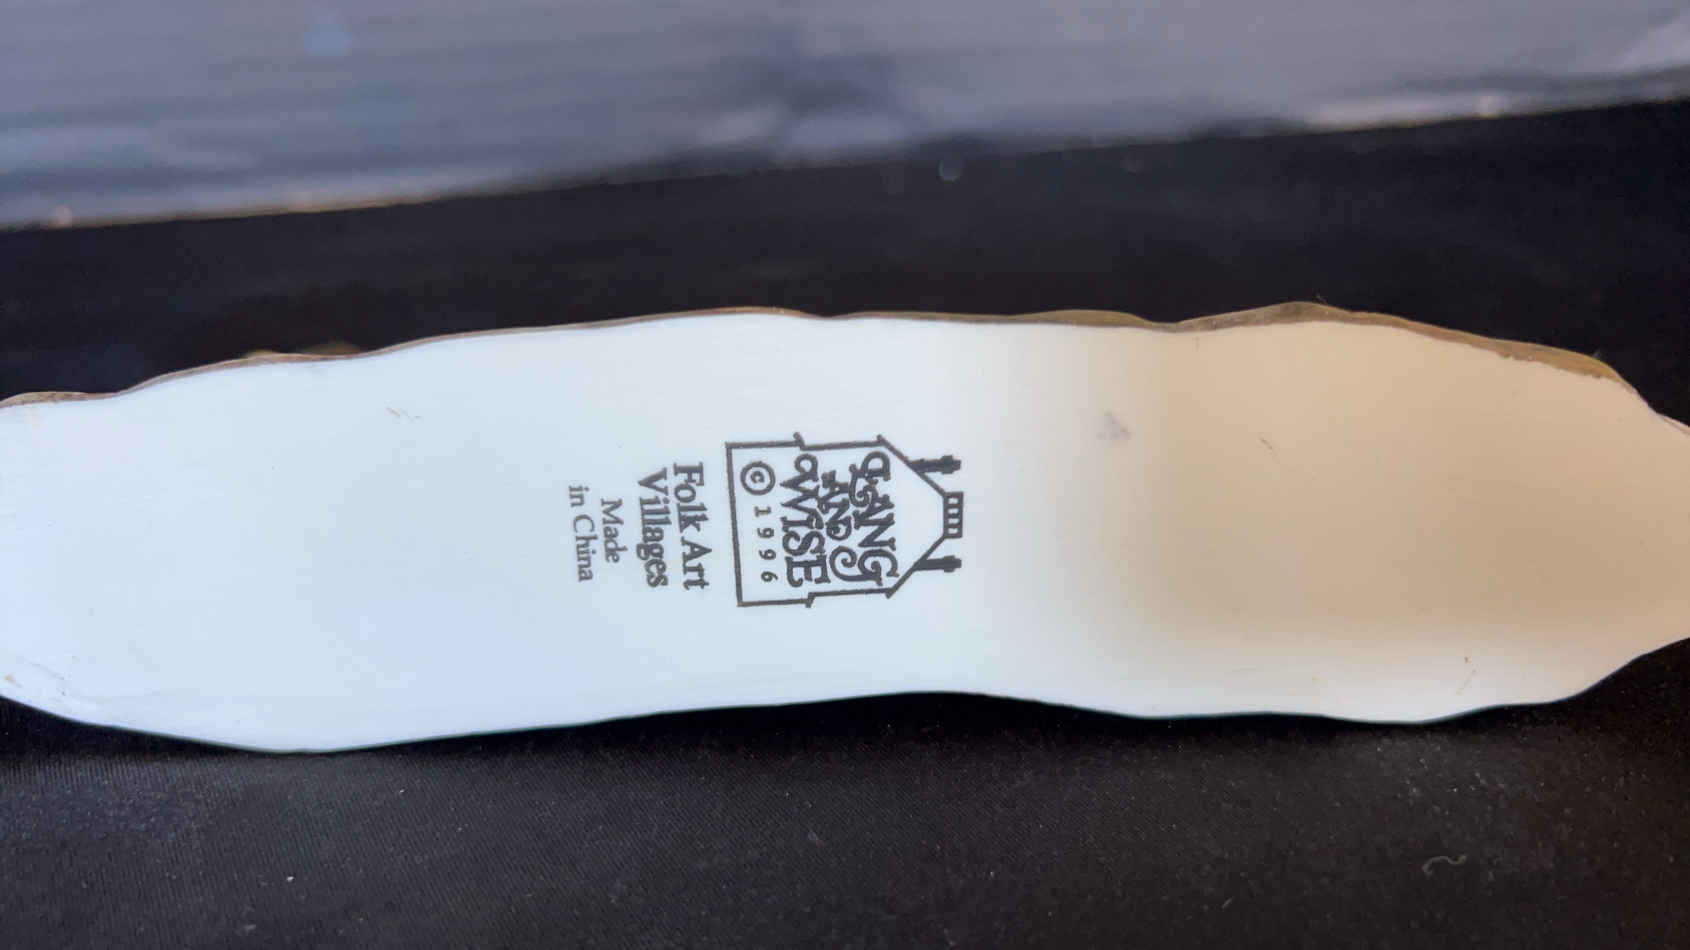 LANG
AND
WISE
© 1996
Folk Art
Villages
Made
in China